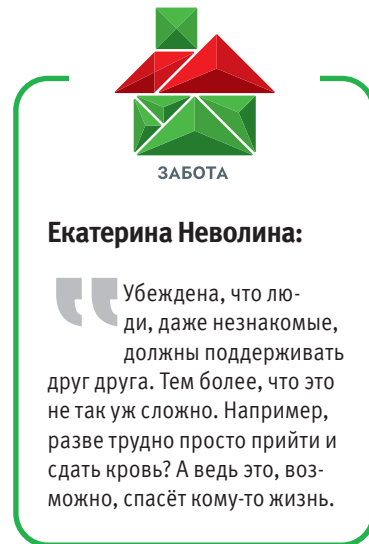 ЗАБОТА
Екатерина Неволина:
Убеждена, что лю-
ди, даже незнакомые,
должны поддерживать
друг друга. Тем более, что это
не так уж сложно. Например,
разве трудно просто прийти и
сдать кровь? А ведь это, воз-
можно, спасёт кому-то жизнь.